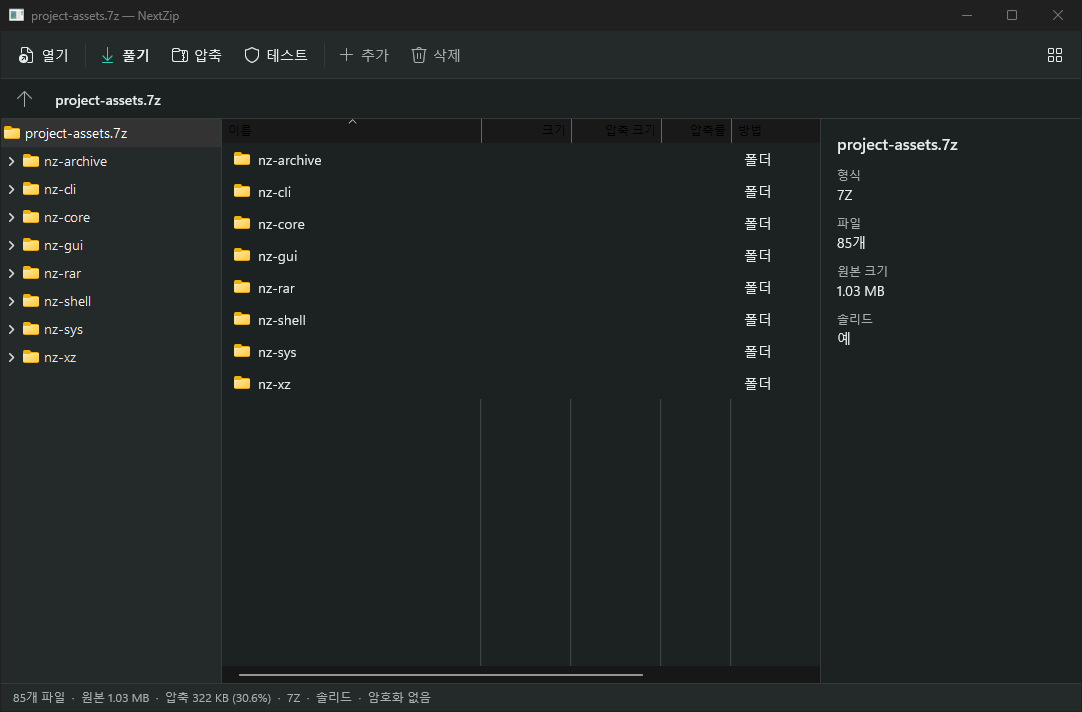 project-assets.7z — NextZip
열기 풀기 압축 테스트 추가 삭제
project-assets.7z
project-assets.7z
nz-archive
nz-cli
nz-core
nz-gui
nz-rar
nz-shell
nz-sys
nz-xz
이름 크기 압축 크기 압축률 방법
nz-archive 폴더
nz-cli 폴더
nz-core 폴더
nz-gui 폴더
nz-rar 폴더
nz-shell 폴더
nz-sys 폴더
nz-xz 폴더
project-assets.7z
형식
7Z
파일
85개
원본 크기
1.03 MB
솔리드
예
85개 파일 · 원본 1.03 MB · 압축 322 KB (30.6%) · 7Z · 솔리드 · 암호화 없음